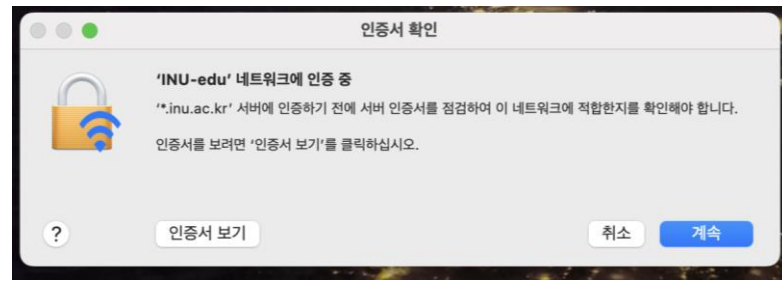 인증서 확인
‘INU-edu’ 네트워크에 인증 중
‘*.inu.ac.kr’ 서버에 인증하기 전에 서버 인증서를 점검하여 이 네트워크에 적합한지를 확인해야 합니다.
인증서를 보려면 ‘인증서 보기’를 클릭하십시오.
? 인증서 보기 취소 계속